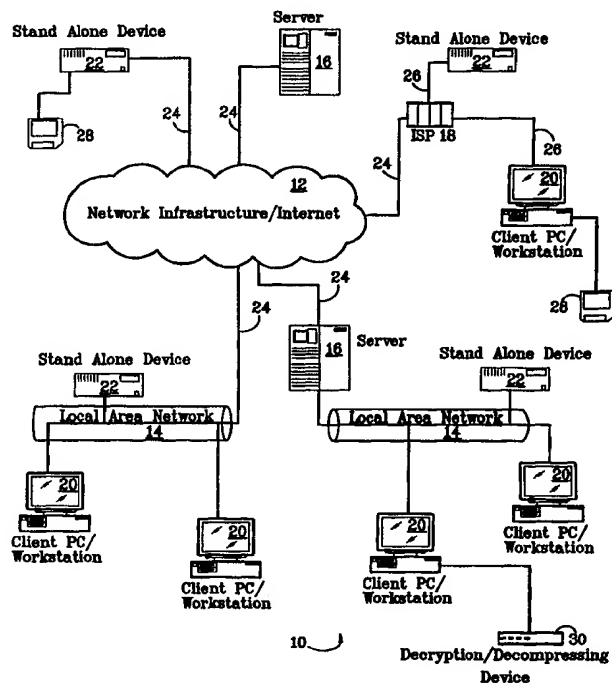 Server
Stand Alone Device
22
16
Stand Alone Device
22
26
24
24
ISP 18
28
24
26
12
Network Infrastructure/Internet
20
Client PC/
Workstation
24
24
28
16
Server
Stand Alone Device
22
Stand Alone Device
22
Local Area Network
14
Local Area Network
14
20
Client PC/
Workstation
20
Client PC/
Workstation
20
Client PC/
Workstation
20
Client PC/
Workstation
10
30
Decryption/Decompressing
Device